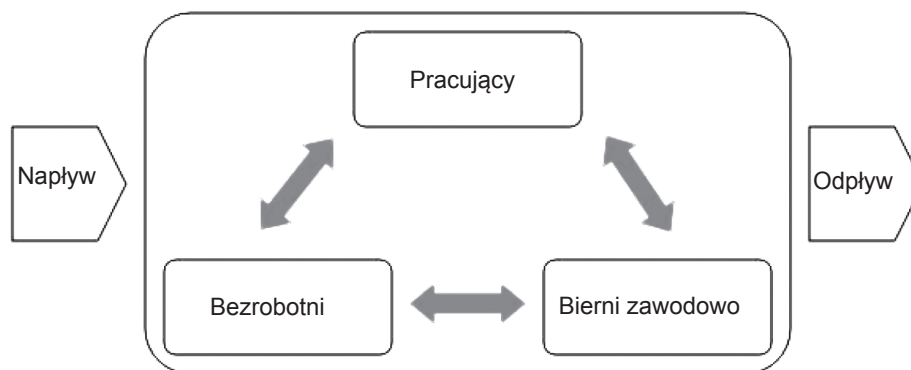 Pracujący
Napływ
Odpływ
Bezrobotni
Bierni zawodowo